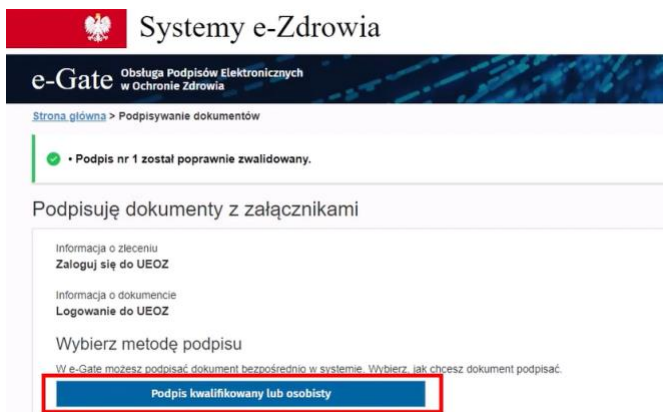 Systemy e-Zdrowia
e-Gate Obsługa Podpisów Elektronicznych
w Ochronie Zdrowia
Strona główna > Podpisywanie dokumentów
• Podpis nr 1 został poprawnie zwalidowany.
Podpisuję dokumenty z załącznikami
Informacja o zleceniu
Zaloguj się do UEOZ
Informacja o dokumencie
Logowanie do UEOZ
Wybierz metodę podpisu
W e-Gate możesz podpisać dokument bezpośrednio w systemie. Wybierz, jak chcesz dokument podpisać.
Podpis kwalifikowany lub osobisty